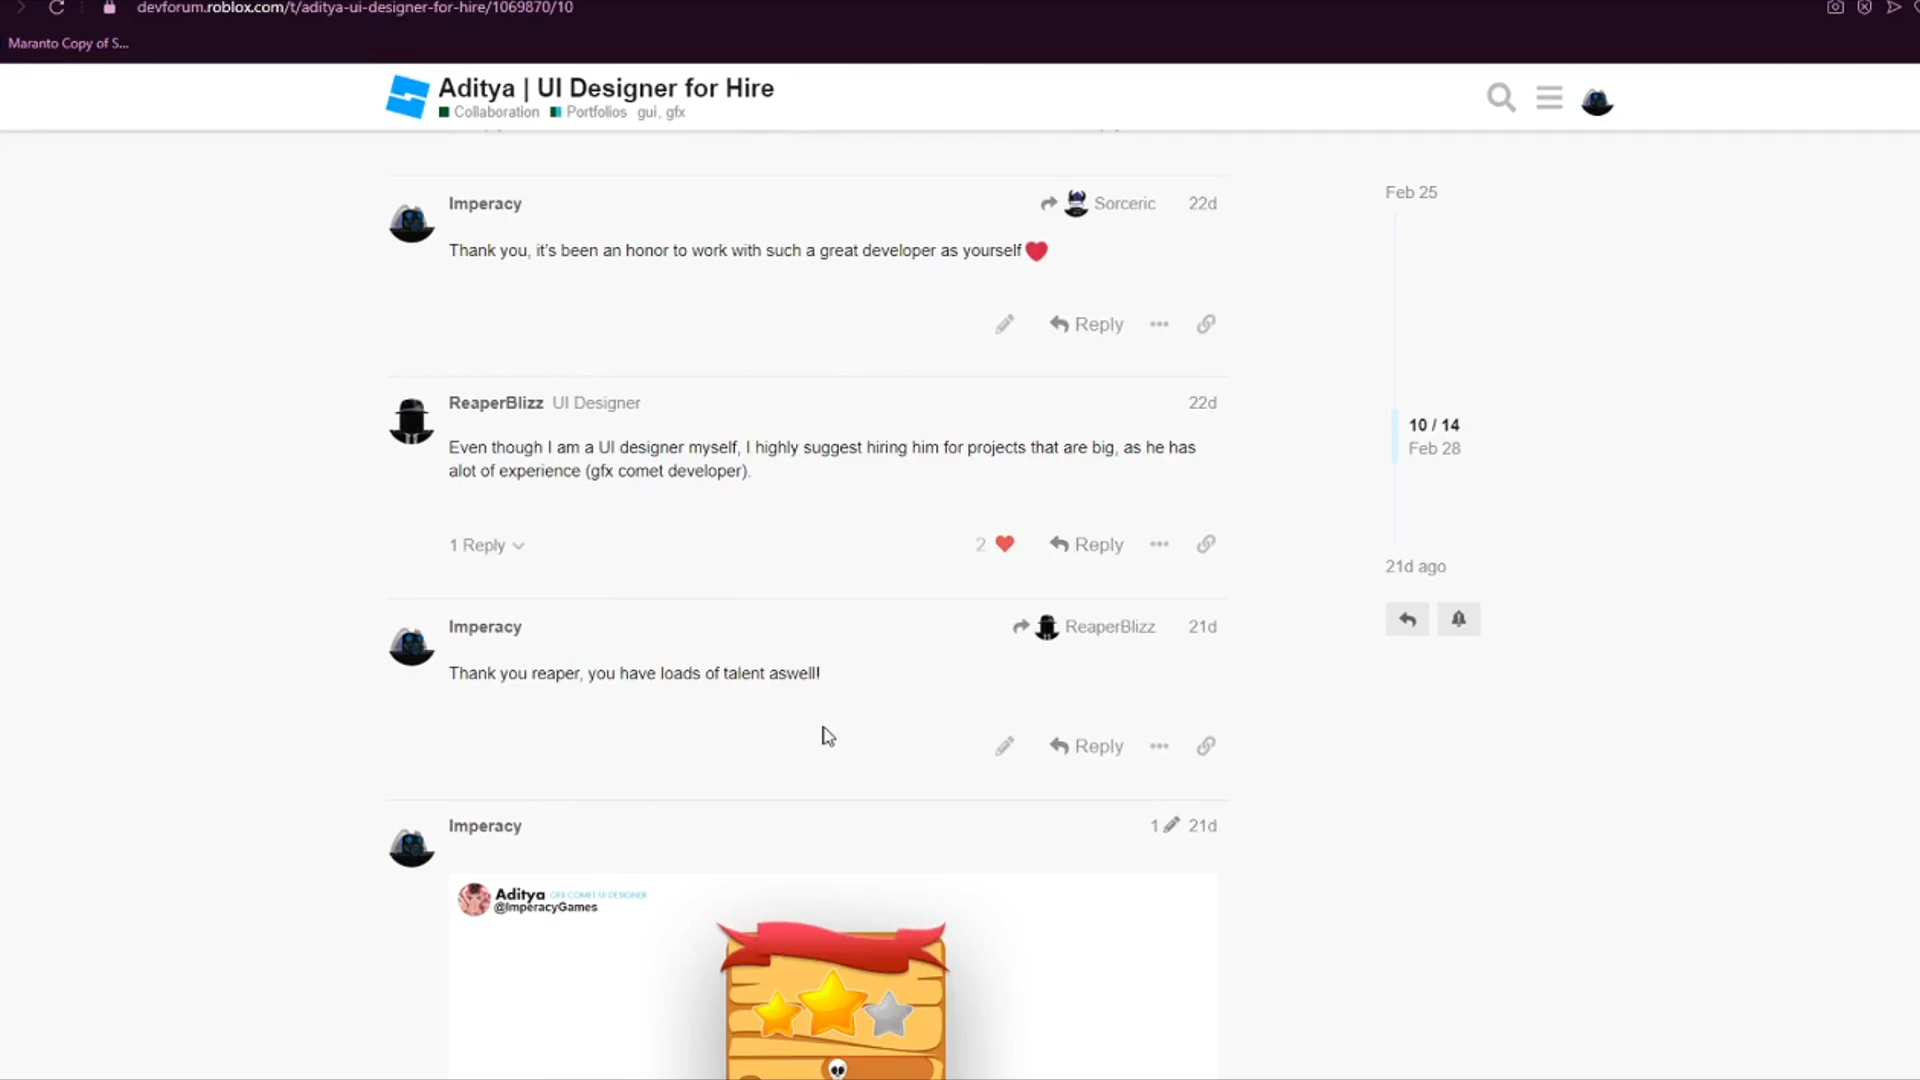 devforum.roblox.com/t/aditya-ui-designer-for-hire/1069870/10
Maranto Copy of S...
Aditya | UI Designer for Hire
Collaboration Portfolios gui, gfx
Imperacy Sorceric 22d
Thank you, it's been an honor to work with such a great developer as yourself
Reply
ReaperBlizz UI Designer 22d
Even though I am a UI designer myself, I highly suggest hiring him for projects that are big, as he has
alot of experience (gfx comet developer).
1 Reply 2 Reply
Imperacy ReaperBlizz 21d
Thank you reaper, you have loads of talent aswell!
Reply
Imperacy 1 21d
Aditya GFX COMET UI DESIGNER
@ImperacyGames
Feb 25
10 / 14
Feb 28
21d ago